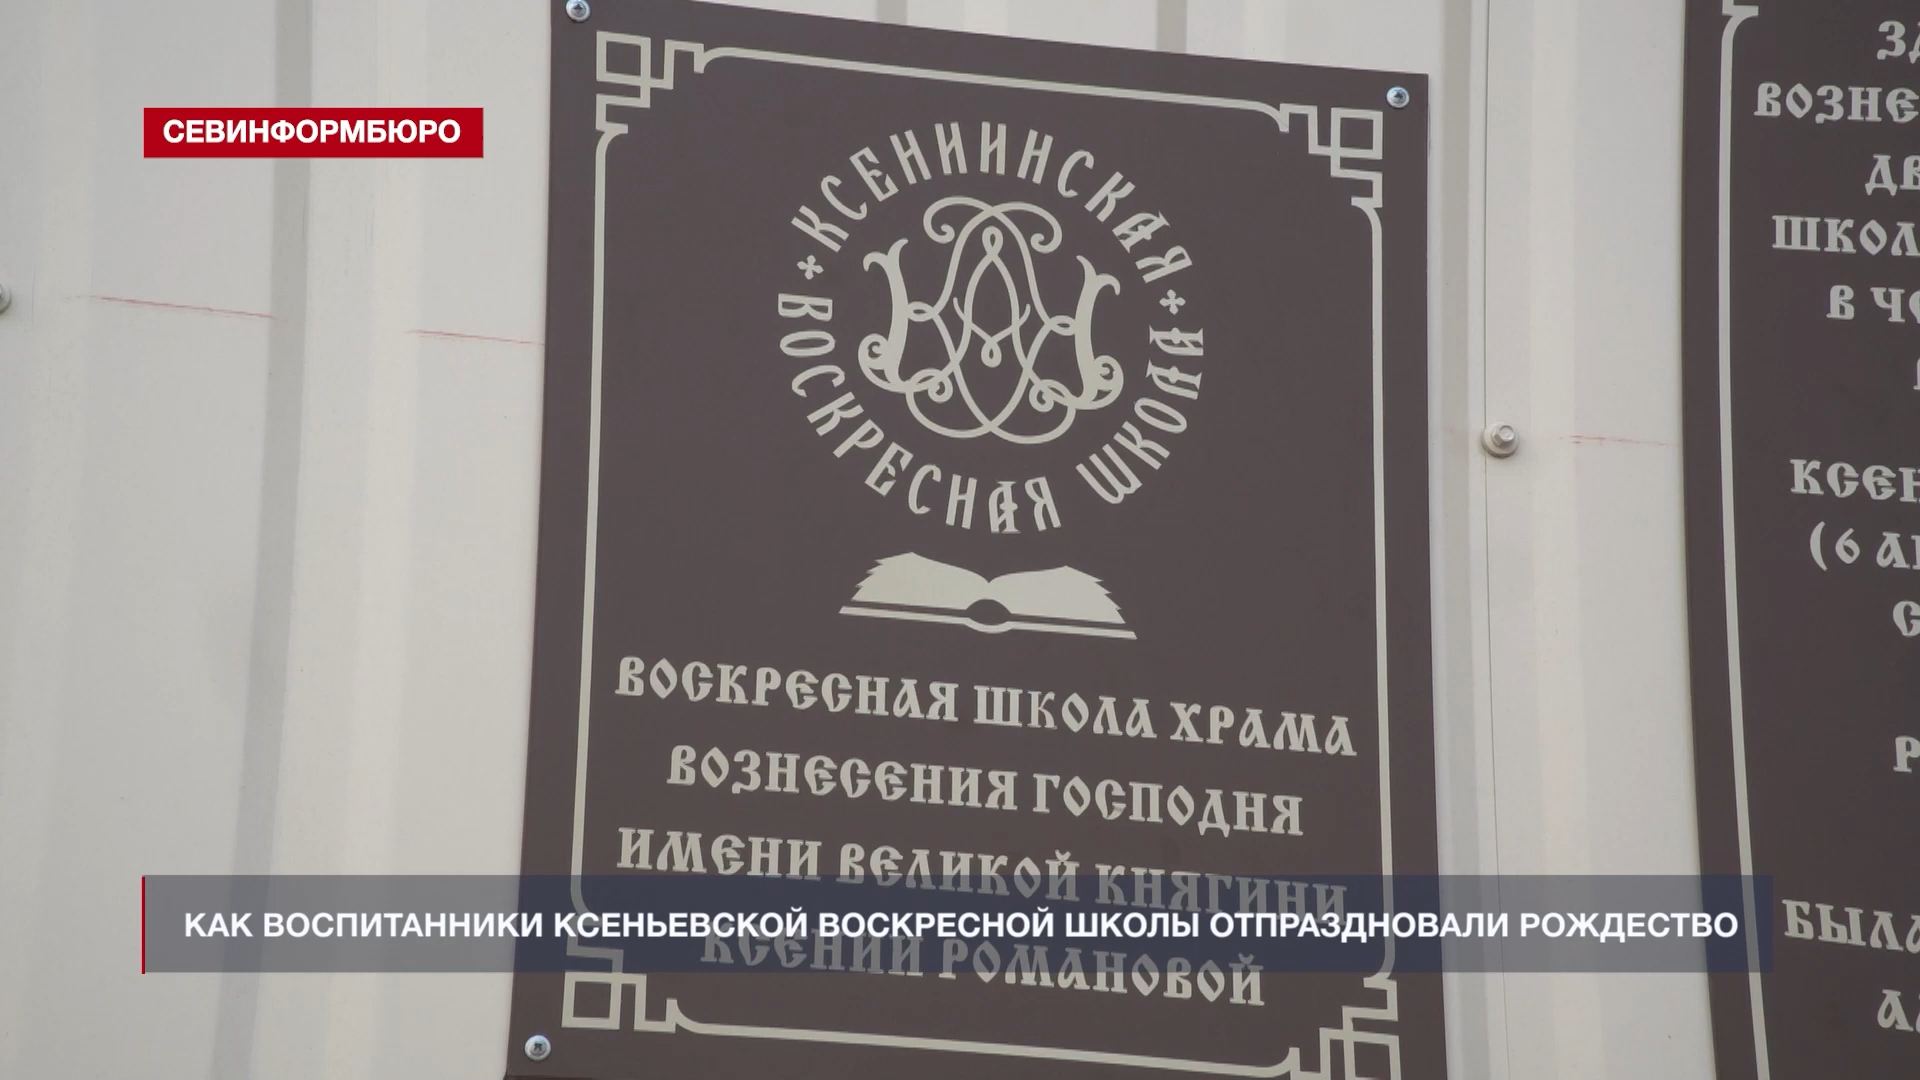 СЕВИНФОРМБЮРО
КСЕНИИНСКАЯ
ВОСКРЕСНАЯ ШКОЛА
ВОСКРЕСНАЯ ШКОЛА ХРАМА
ВОЗНЕСЕНИЯ ГОСПОДНЯ
ИМЕНИ ВЕЛИКОЙ КНЯГИНИ
КСЕНИИ РОМАНОВОЙ
КАК ВОСПИТАННИКИ КСЕНЬЕВСКОЙ ВОСКРЕСНОЙ ШКОЛЫ ОТПРАЗДНОВАЛИ РОЖДЕСТВО